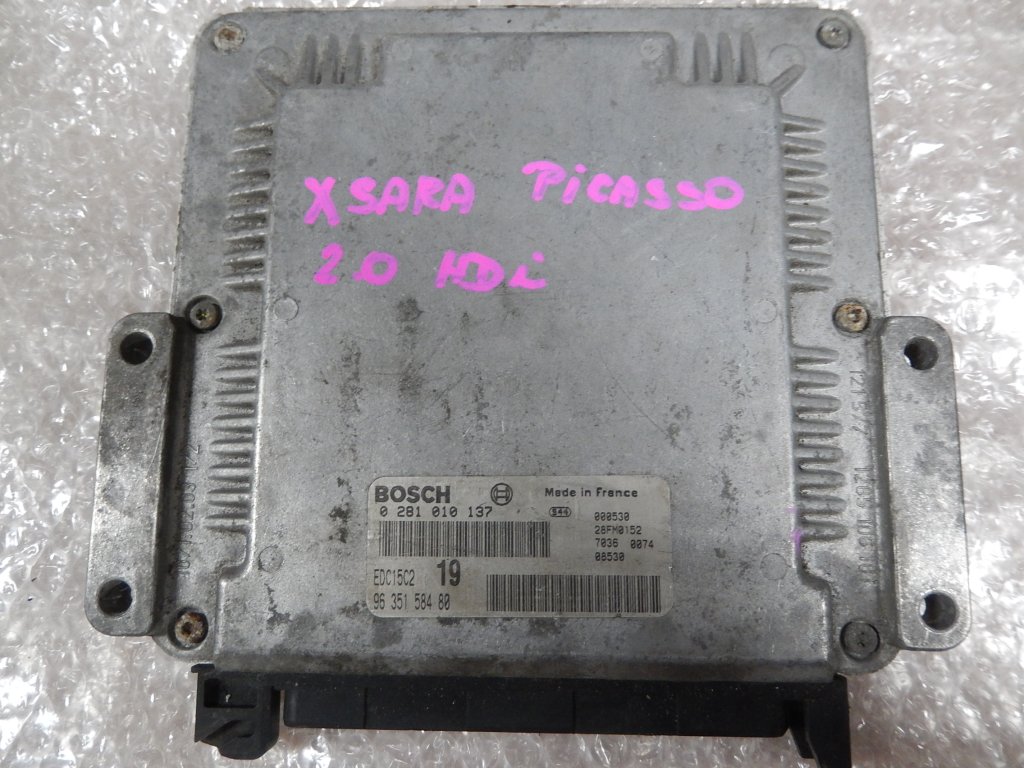 XSARA PICASSO
2.0 HDi
BOSCH Made in France
0 281 010 137
S44 000530
28FM0152
7036 0074
08530
EDC15C2 19
96 351 584 80